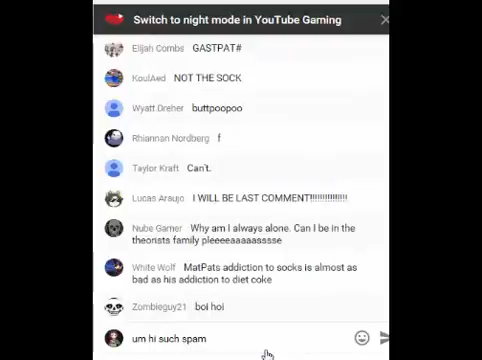 Switch to night mode in YouTube Gaming
Elijah Combs GASTPAT#
KoulAed NOT THE SOCK
Wyatt Dreher buttpoopoo
Rhiannan Nordberg f
Taylor Kraft Can't.
Lucas Araujo I WILL BE LAST COMMENT!!!!!!!!!!!!!!!
Nube Gamer Why am I always alone. Can I be in the
theorists family pleeeeaaaaassse
White Wolf MatPats addiction to socks is almost as
bad as his addiction to diet coke
Zombieguy21 boi hoi
um hi such spam